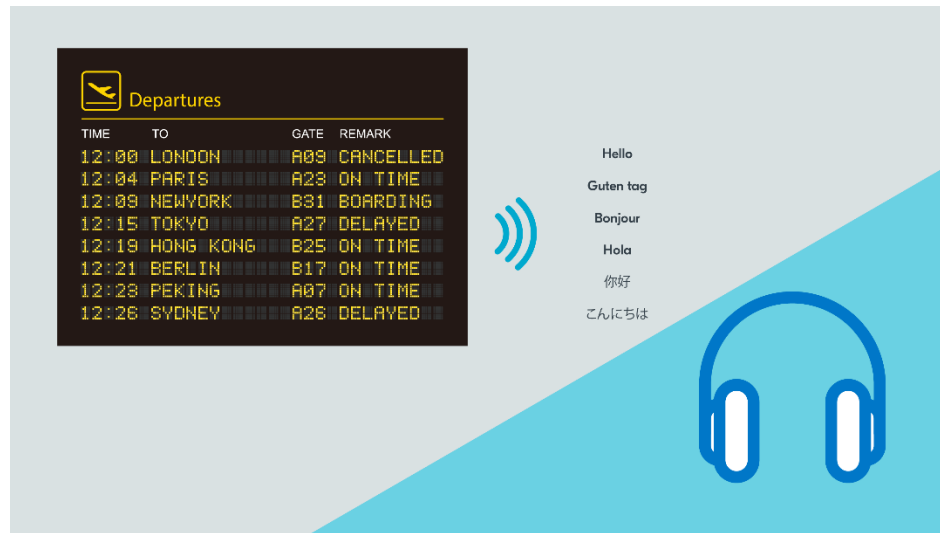 Departures
TIME TO GATE REMARK
12:00 LONDON A09 CANCELLED
12:04 PARIS A23 ON TIME
12:09 NEWYORK B31 BOARDING
12:15 TOKYO A27 DELAYED
12:19 HONG KONG B25 ON TIME
12:21 BERLIN B17 ON TIME
12:23 PEKING A07 ON TIME
12:26 SYDNEY A26 DELAYED
Hello
Guten tag
Bonjour
Hola
你好
こんにちは